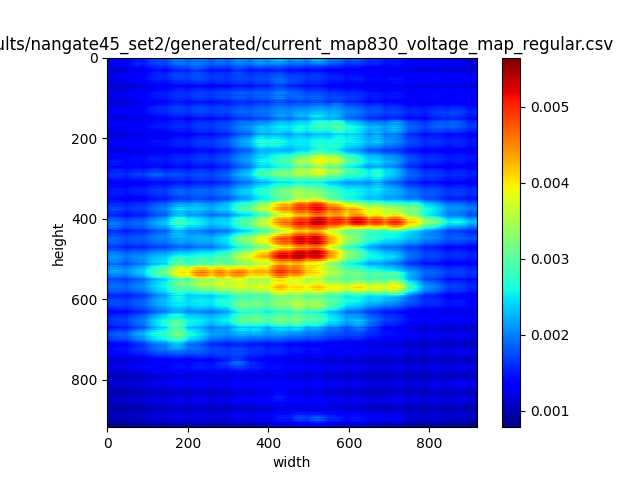 ults/nangate45_set2/generated/current_map830_voltage_map_regular.csv
0
200
400
600
800
height
0 200 400 600 800
width
0.005
0.004
0.003
0.002
0.001